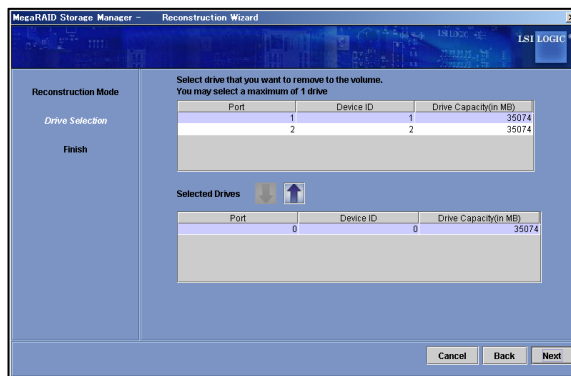 MegaRAID Storage Manager – Reconstruction Wizard
LSI LOGIC
LSI LOGIC
Reconstruction Mode
Drive Selection
Finish
Select drive that you want to remove to the volume.
You may select a maximum of 1 drive
Port Device ID Drive Capacity(in MB)
1 1 35074
2 2 35074
Selected Drives
Port Device ID Drive Capacity(in MB)
0 0 35074
Cancel Back Next